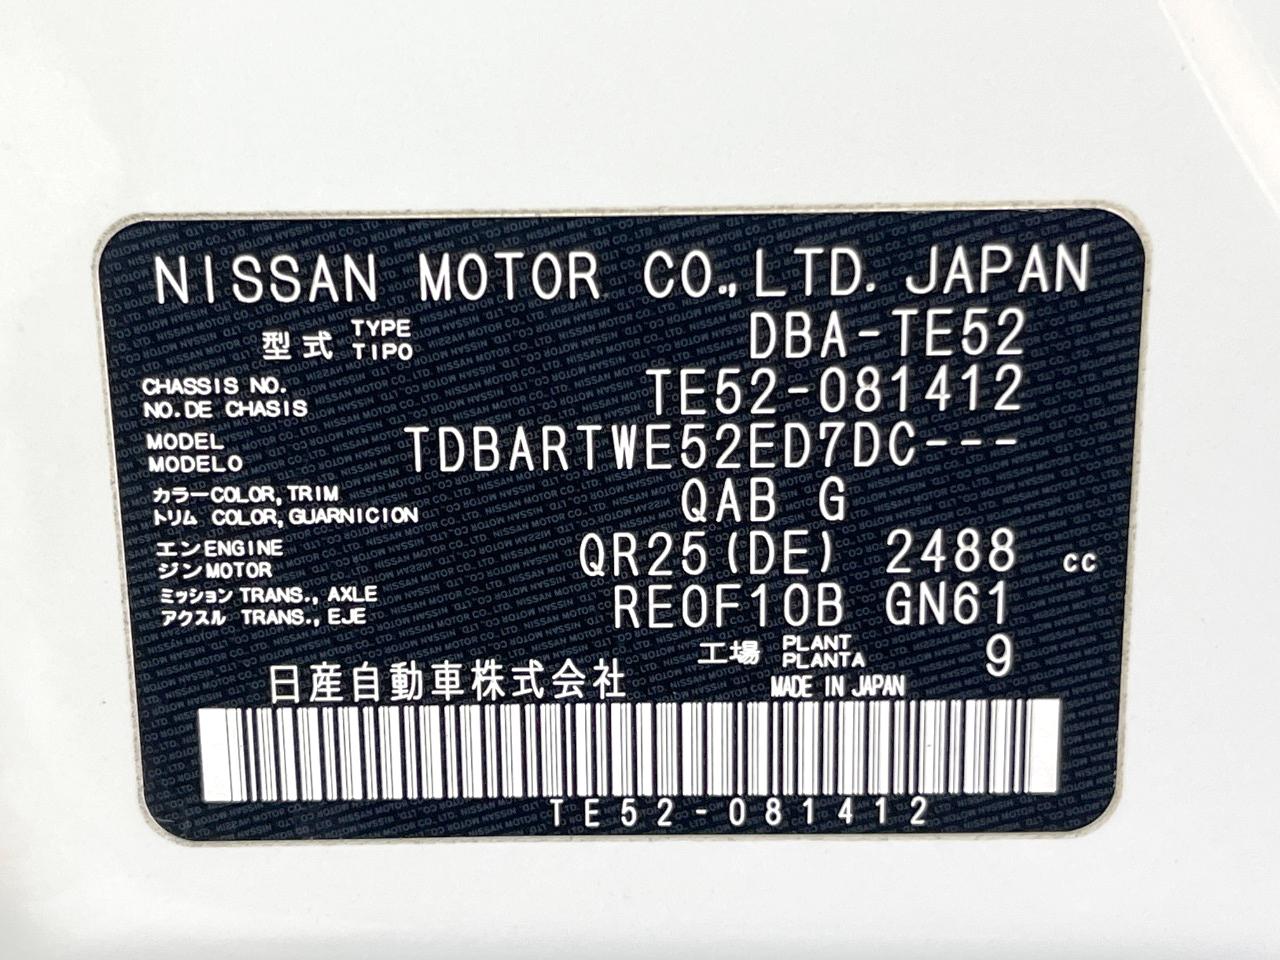 NISSAN MOTOR CO.,LTD. JAPAN
型式 TYPE TIPO DBA-TE52
CHASSIS NO.
NO. DE CHASIS TE52-081412
MODEL
MODELO TDBARTWE52ED7DC---
カラー COLOR, TRIM
トリム COLOR, GUARNICION QAB G
エン ENGINE
ジン MOTOR QR25(DE) 2488 cc
ミッション TRANS., AXLE
アクスル TRANS., EJE RE0F10B GN61
工場 PLANT PLANTA 9
日産自動車株式会社 MADE IN JAPAN
TE52-081412